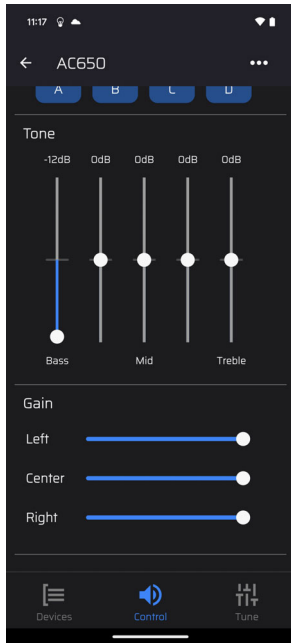 11:17
AC650
A B C D
Tone
-12dB 0dB 0dB 0dB 0dB
Bass Mid Treble
Gain
Left
Center
Right
Devices Control Tune